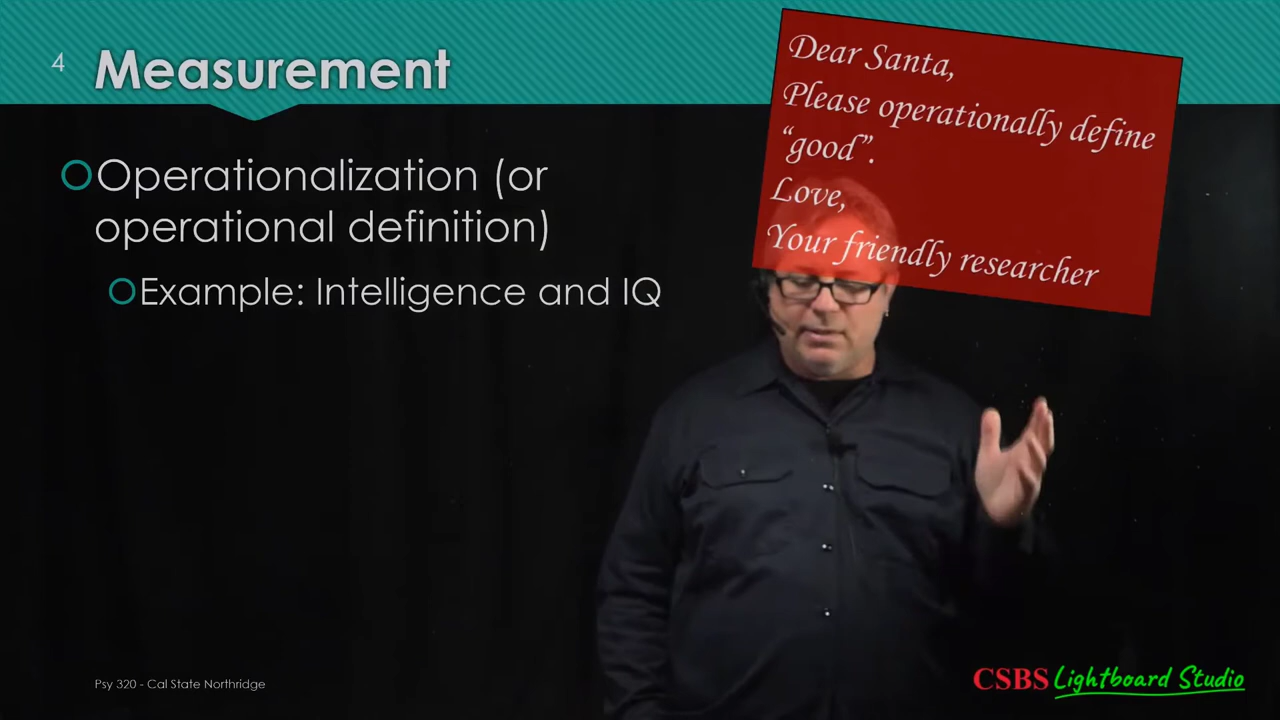 4
Measurement
Operationalization (or
operational definition)
Example: Intelligence and IQ
Dear Santa,
Please operationally define
“good”.
Love,
Your friendly researcher
Psy 320 - Cal State Northridge
CSBS Lightboard Studio